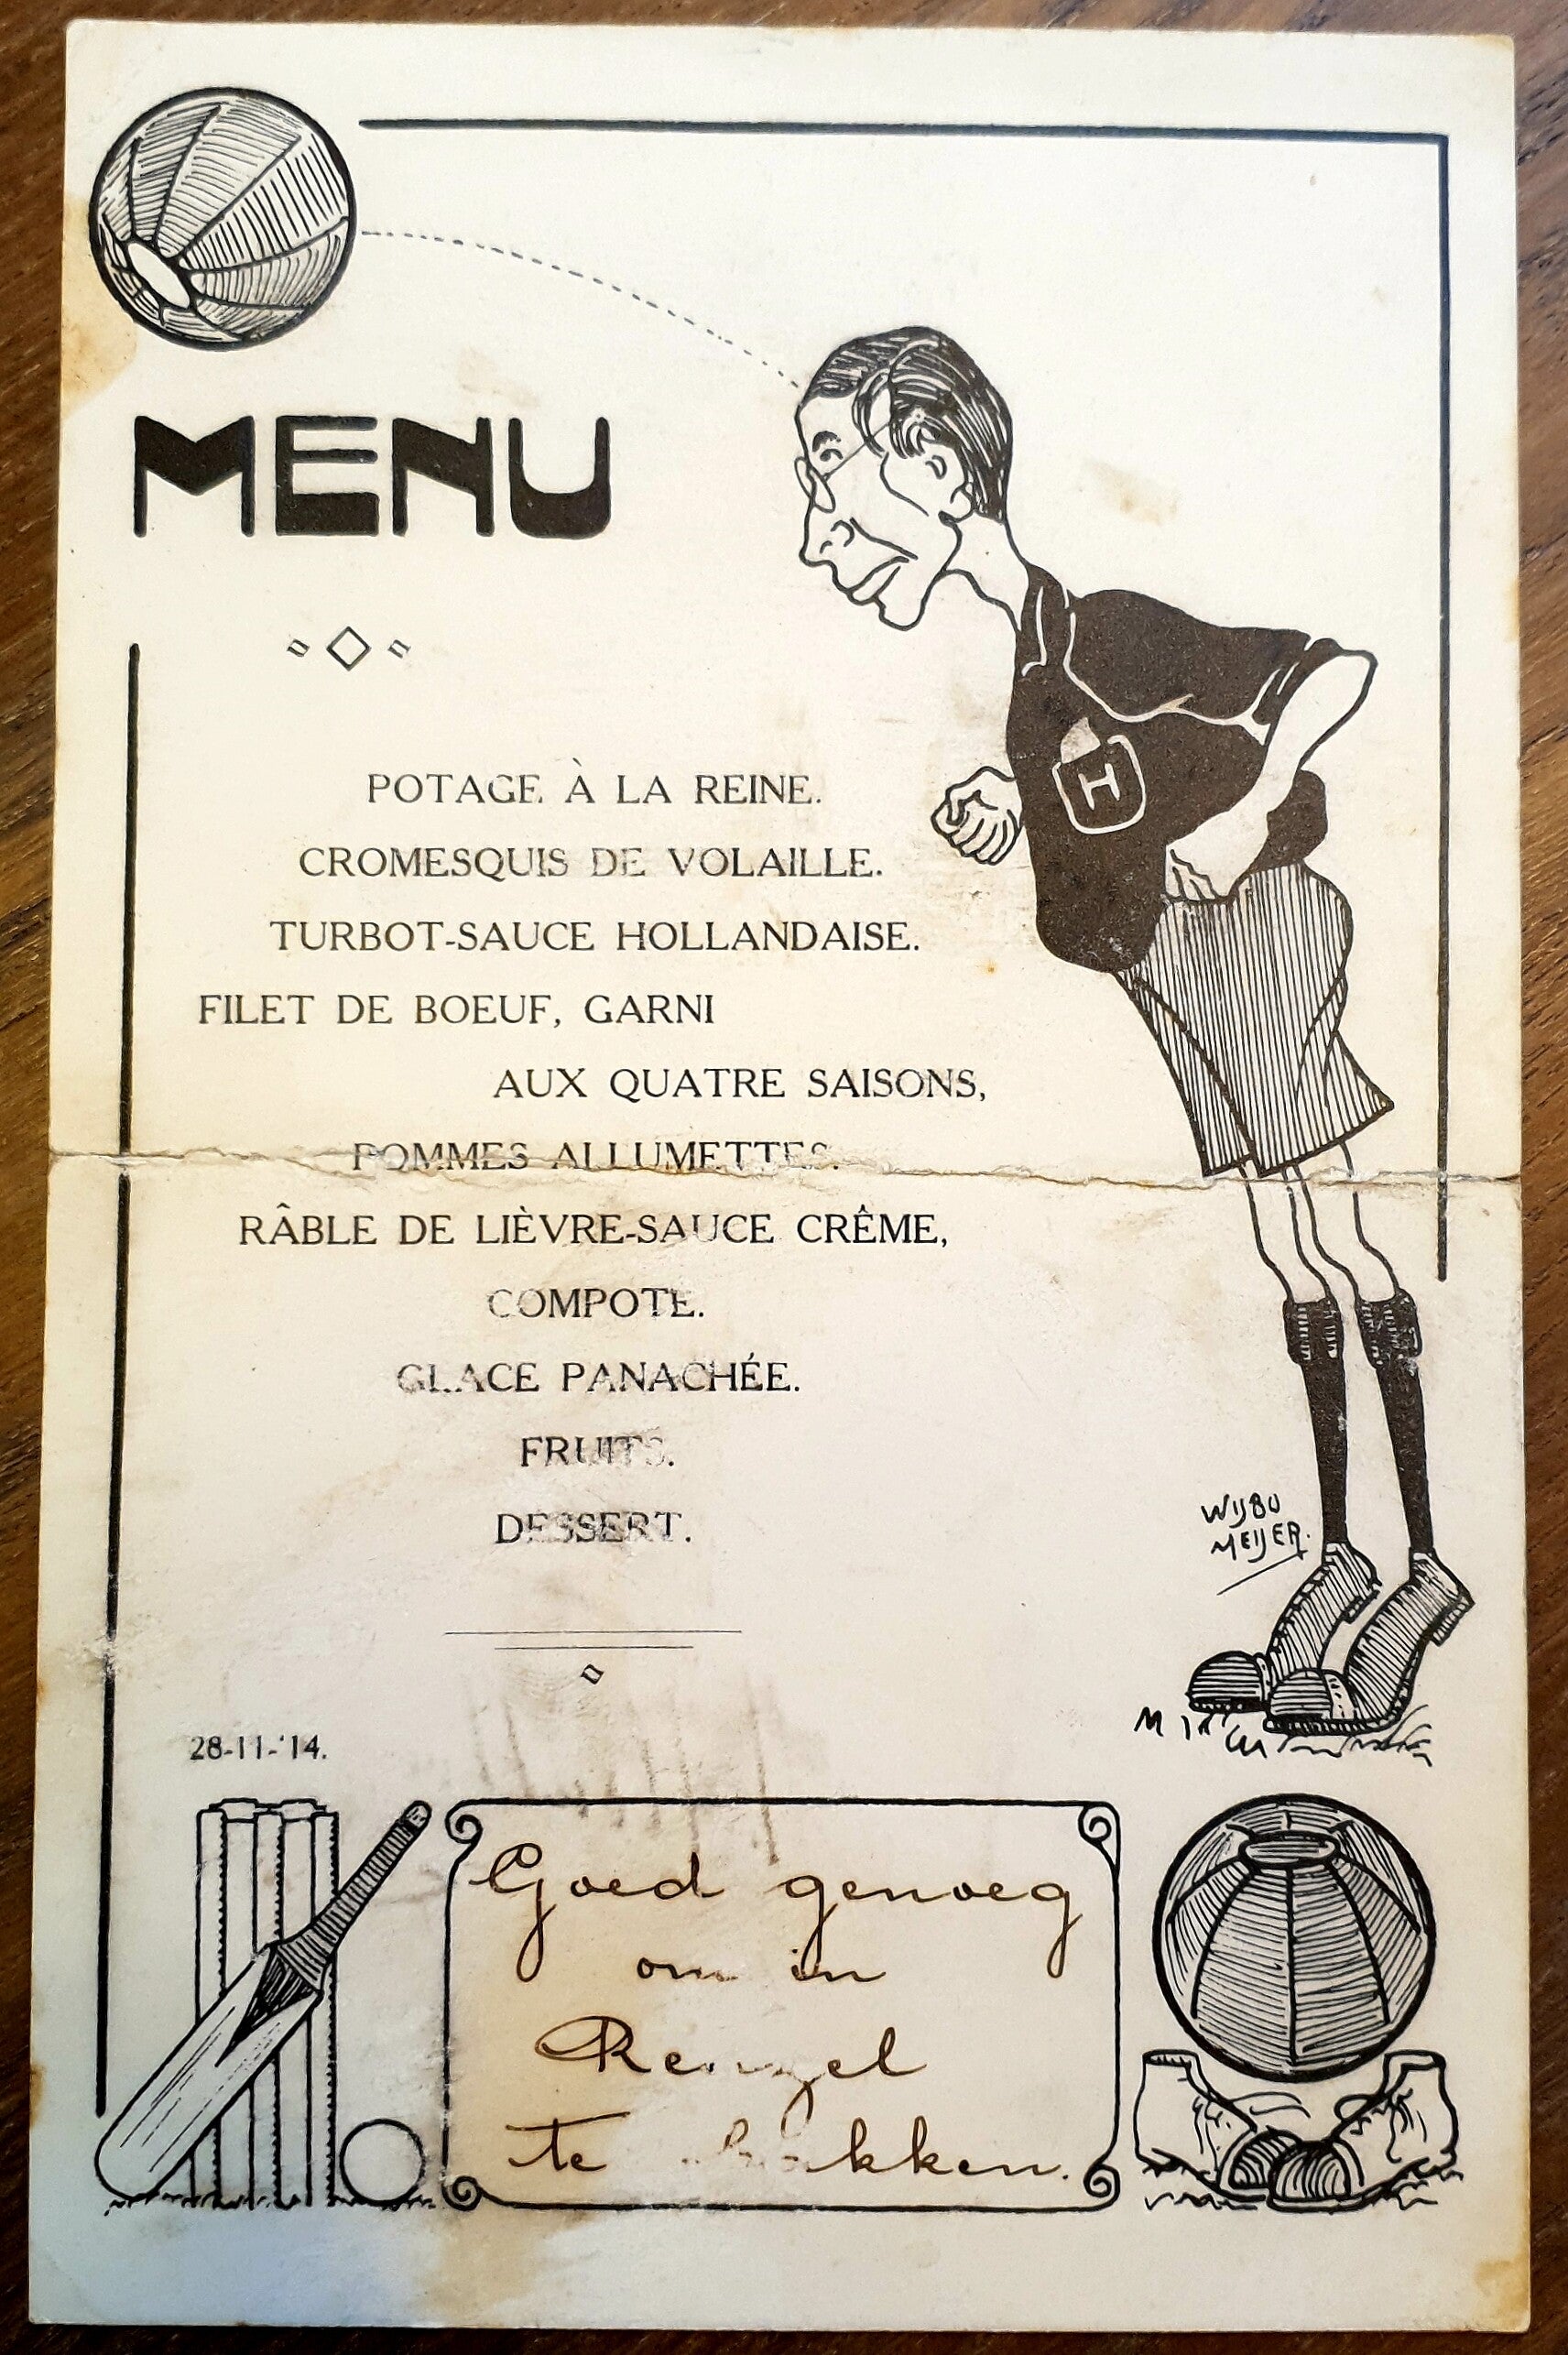 MENU
POTAGE À LA REINE.
CROMESQUIS DE VOLAILLE.
TURBOT-SAUCE HOLLANDAISE.
FILET DE BOEUF, GARNI
AUX QUATRE SAISONS,
POMMES ALLUMETTES.
RÂBLE DE LIÈVRE-SAUCE CRÊME,
COMPOTE.
GLACE PANACHÉE.
FRUITS.
DESSERT.
H
WIJBO
MEIJER.
28-11-'14.
Goed genoeg
om in
te